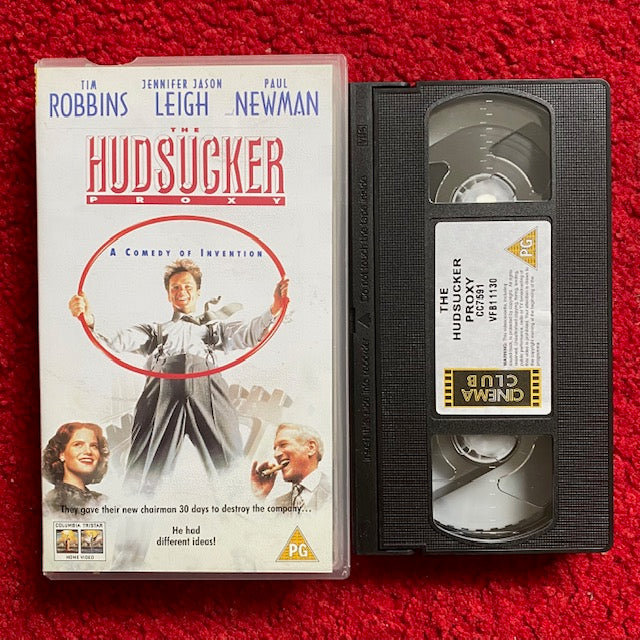 TIM JENNIFER JASON PAUL
ROBBINS LEIGH NEWMAN
THE
HUDSUCKER
PROXY
A COMEDY OF INVENTION
They gave their new chairman 30 days to destroy the company...
He had
different ideas!
COLUMBIA TRISTAR
HOME VIDEO
PG
VHS
PG
THE
HUDSUCKER
PROXY
CC7591
VFB11130
CINEMA
CLUB